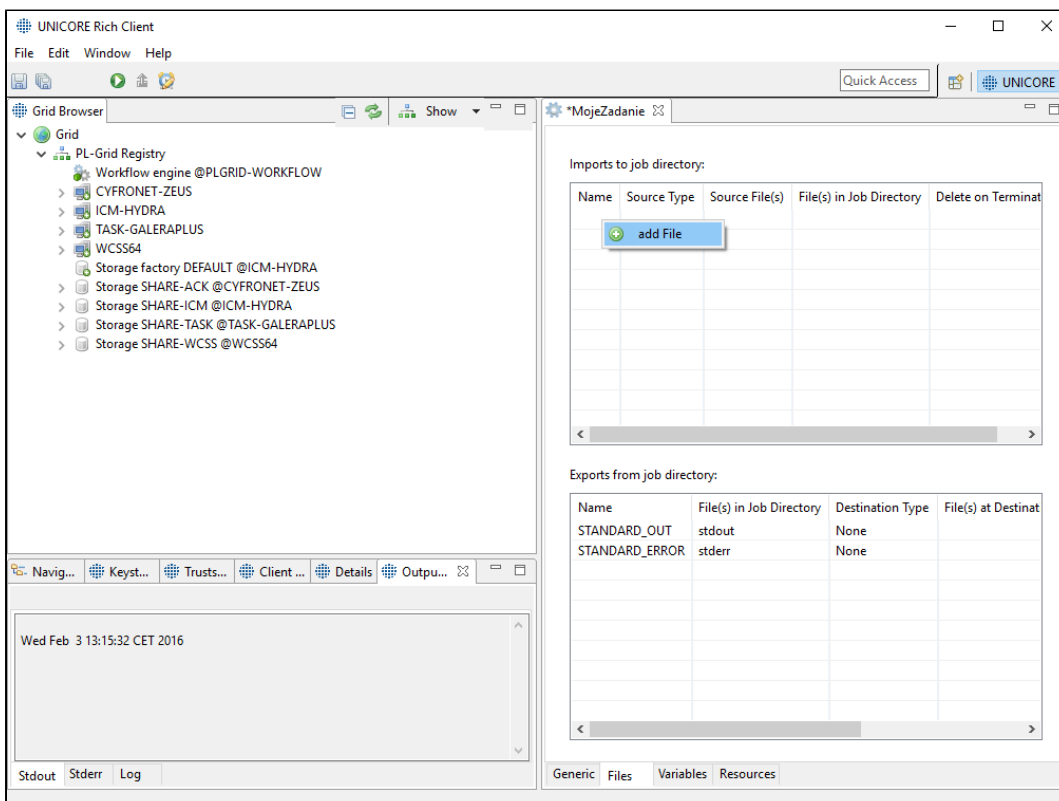 UNICORE Rich Client
File Edit Window Help
Quick Access
UNICORE
Grid Browser
Show
Grid
PL-Grid Registry
Workflow engine @PLGRID-WORKFLOW
CYFRONET-ZEUS
ICM-HYDRA
TASK-GALERAPLUS
WCSS64
Storage factory DEFAULT @ICM-HYDRA
Storage SHARE-ACK @CYFRONET-ZEUS
Storage SHARE-ICM @ICM-HYDRA
Storage SHARE-TASK @TASK-GALERAPLUS
Storage SHARE-WCSS @WCSS64
Navig... Keyst... Trusts... Client ... Details Outpu...
Wed Feb 3 13:15:32 CET 2016
Stdout Stderr Log
*MojeZadanie
Imports to job directory:
Name Source Type Source File(s) File(s) in Job Directory Delete on Terminat
add File
Exports from job directory:
Name File(s) in Job Directory Destination Type File(s) at Destinat
STANDARD_OUT stdout None
STANDARD_ERROR stderr None
Generic Files Variables Resources